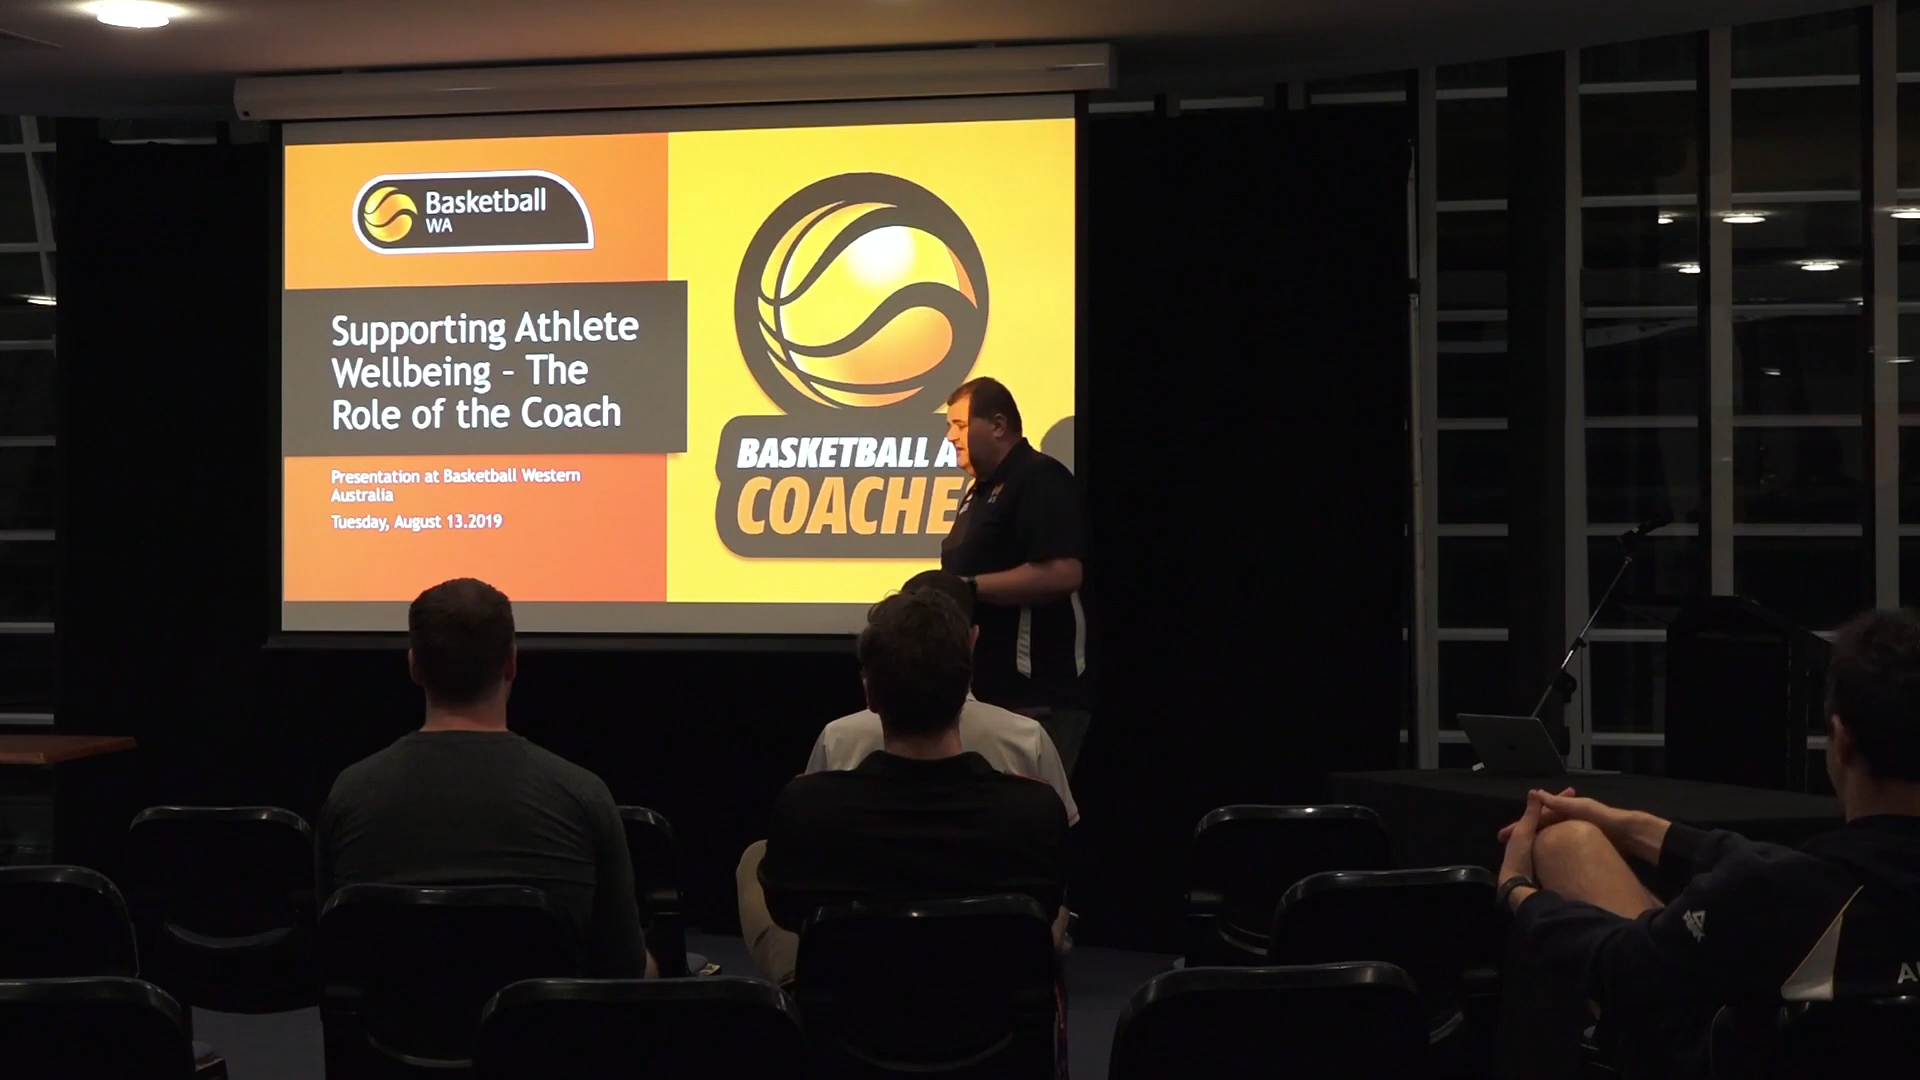 Basketball
WA
Supporting Athlete
Wellbeing - The
Role of the Coach
Presentation at Basketball Western
Australia
Tuesday, August 13.2019
BASKETBALL A
COACHE